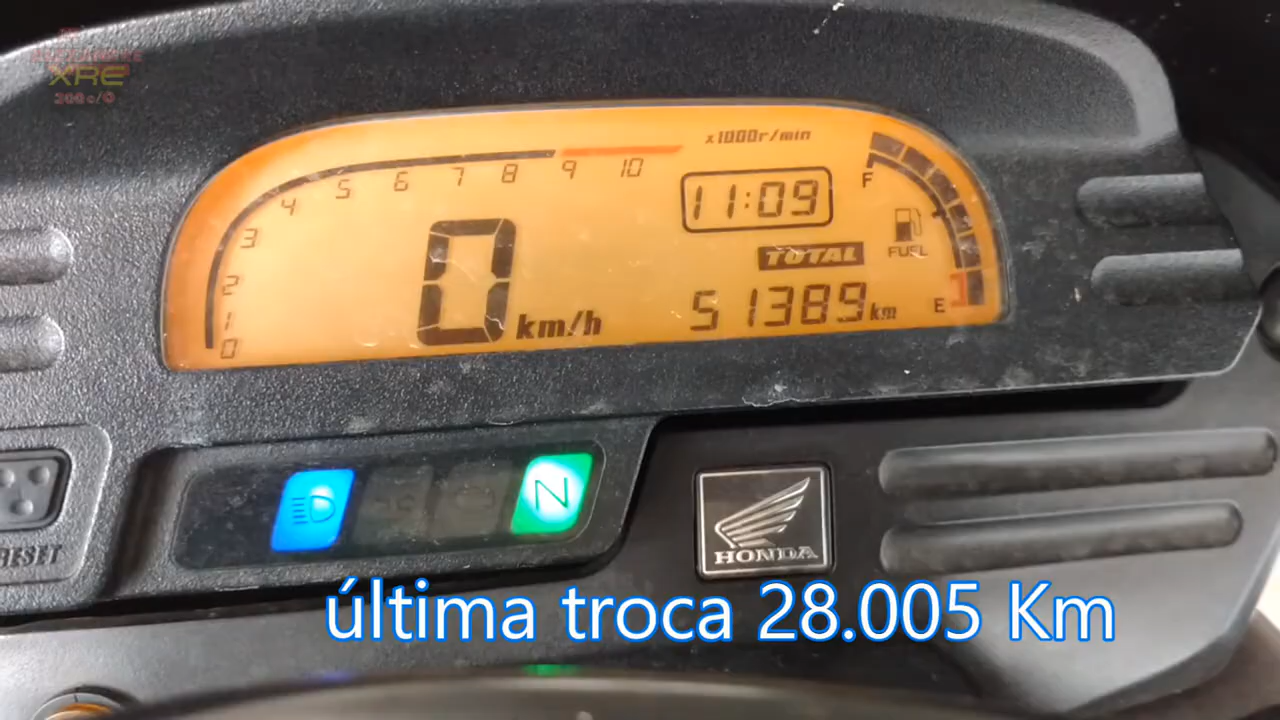 XRE
x1000r/min
0 1 2 3 4 5 6 7 8 9 10
11:09
F
FUEL
E
TOTAL
51389 km
0 km/h
N
RESET
HONDA
última troca 28.005 Km